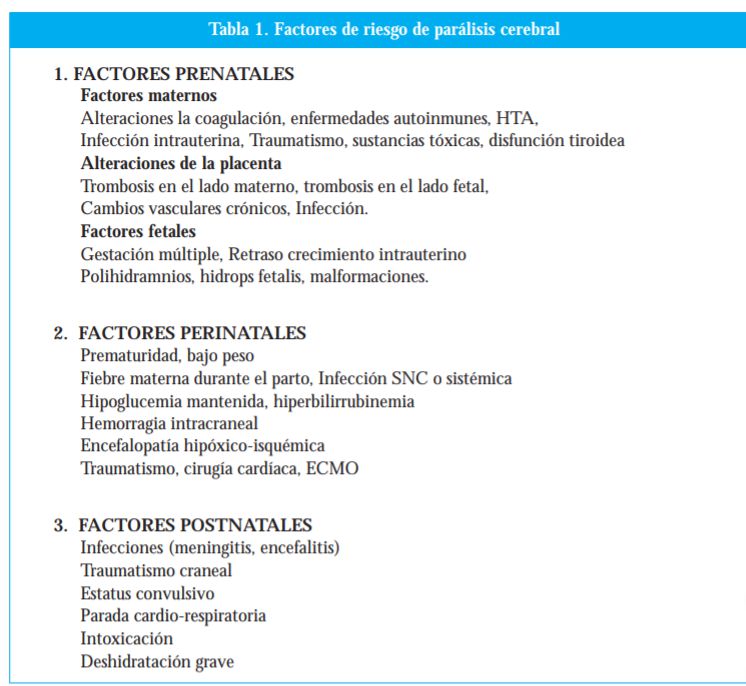 Tabla 1. Factores de riesgo de parálisis cerebral
1. FACTORES PRENATALES
Factores maternos
Alteraciones la coagulación, enfermedades autoinmunes, HTA,
Infección intrauterina, Traumatismo, sustancias tóxicas, disfunción tiroidea
Alteraciones de la placenta
Trombosis en el lado materno, trombosis en el lado fetal,
Cambios vasculares crónicos, Infección.
Factores fetales
Gestación múltiple, Retraso crecimiento intrauterino
Polihidramnios, hidrops fetalis, malformaciones.
2. FACTORES PERINATALES
Prematuridad, bajo peso
Fiebre materna durante el parto, Infección SNC o sistémica
Hipoglucemia mantenida, hiperbilirrubinemia
Hemorragia intracraneal
Encefalopatía hipóxico-isquémica
Traumatismo, cirugía cardíaca, ECMO
3. FACTORES POSTNATALES
Infecciones (meningitis, encefalitis)
Traumatismo craneal
Estatus convulsivo
Parada cardio-respiratoria
Intoxicación
Deshidratación grave